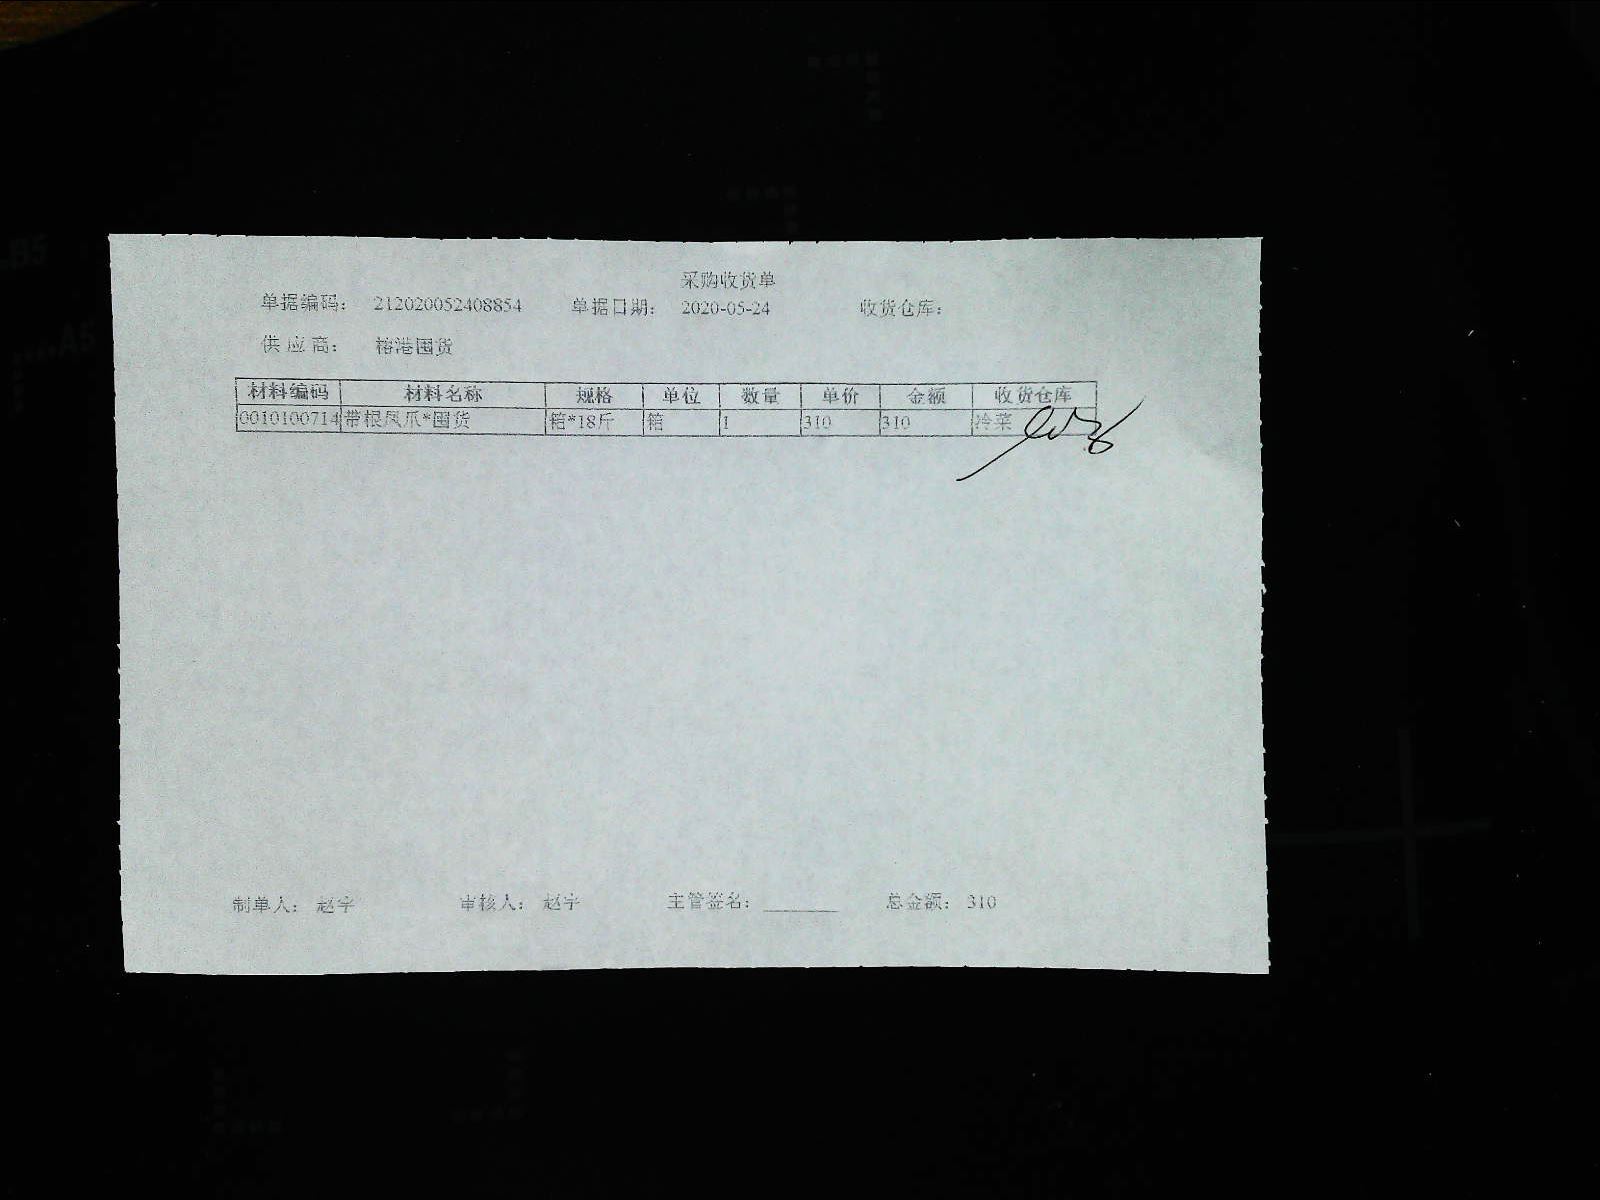 采购收货单
单据编码: 212020052408854 单据日期: 2020-05-24 收货仓库:
供应商: 榕港囤货
材料编码 材料名称 规格 单位 数量 单价 金额 收货仓库
0010100714 带根凤爪*囤货 箱*18斤 箱 1 310 310 冷菜
制单人: 赵宇 审核人: 赵宇 主管签名: 总金额: 310